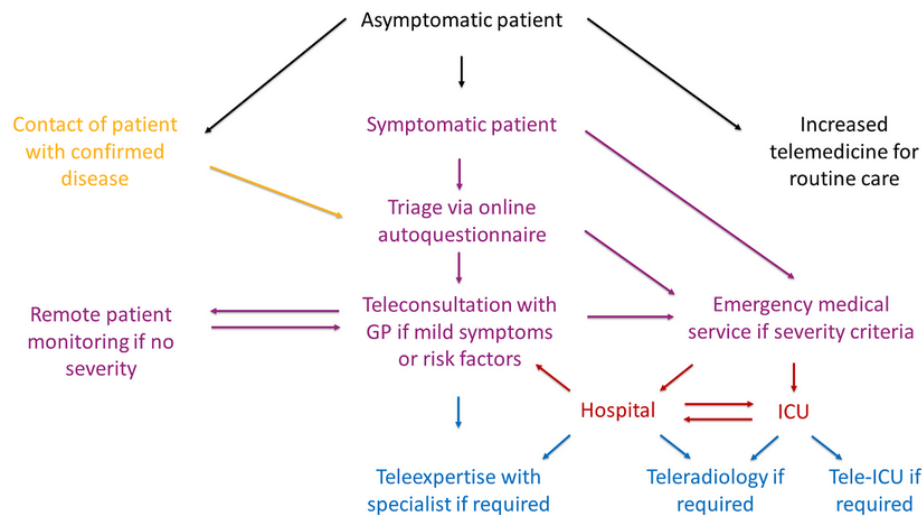 Asymptomatic patient
Contact of patient
with confirmed
disease
Symptomatic patient
Increased
telemedicine for
routine care
Triage via online
autoquestionnaire
Remote patient
monitoring if no
severity
Teleconsultation with
GP if mild symptoms
or risk factors
Emergency medical
service if severity criteria
Hospital
ICU
Teleexpertise with
specialist if required
Teleradiology if
required
Tele-ICU if
required